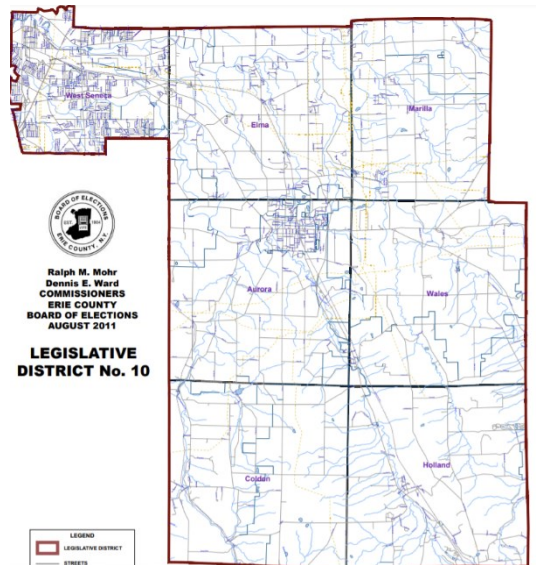 West Seneca
Elma
Marilla
BOARD OF ELECTIONS
ERIE COUNTY, N.Y.
Ralph M. Mohr
Dennis E. Ward
COMMISSIONERS
ERIE COUNTY
BOARD OF ELECTIONS
AUGUST 2011
LEGISLATIVE
DISTRICT No. 10
Aurora
Wales
Colden
Holland
LEGEND
LEGISLATIVE DISTRICT
STREETS